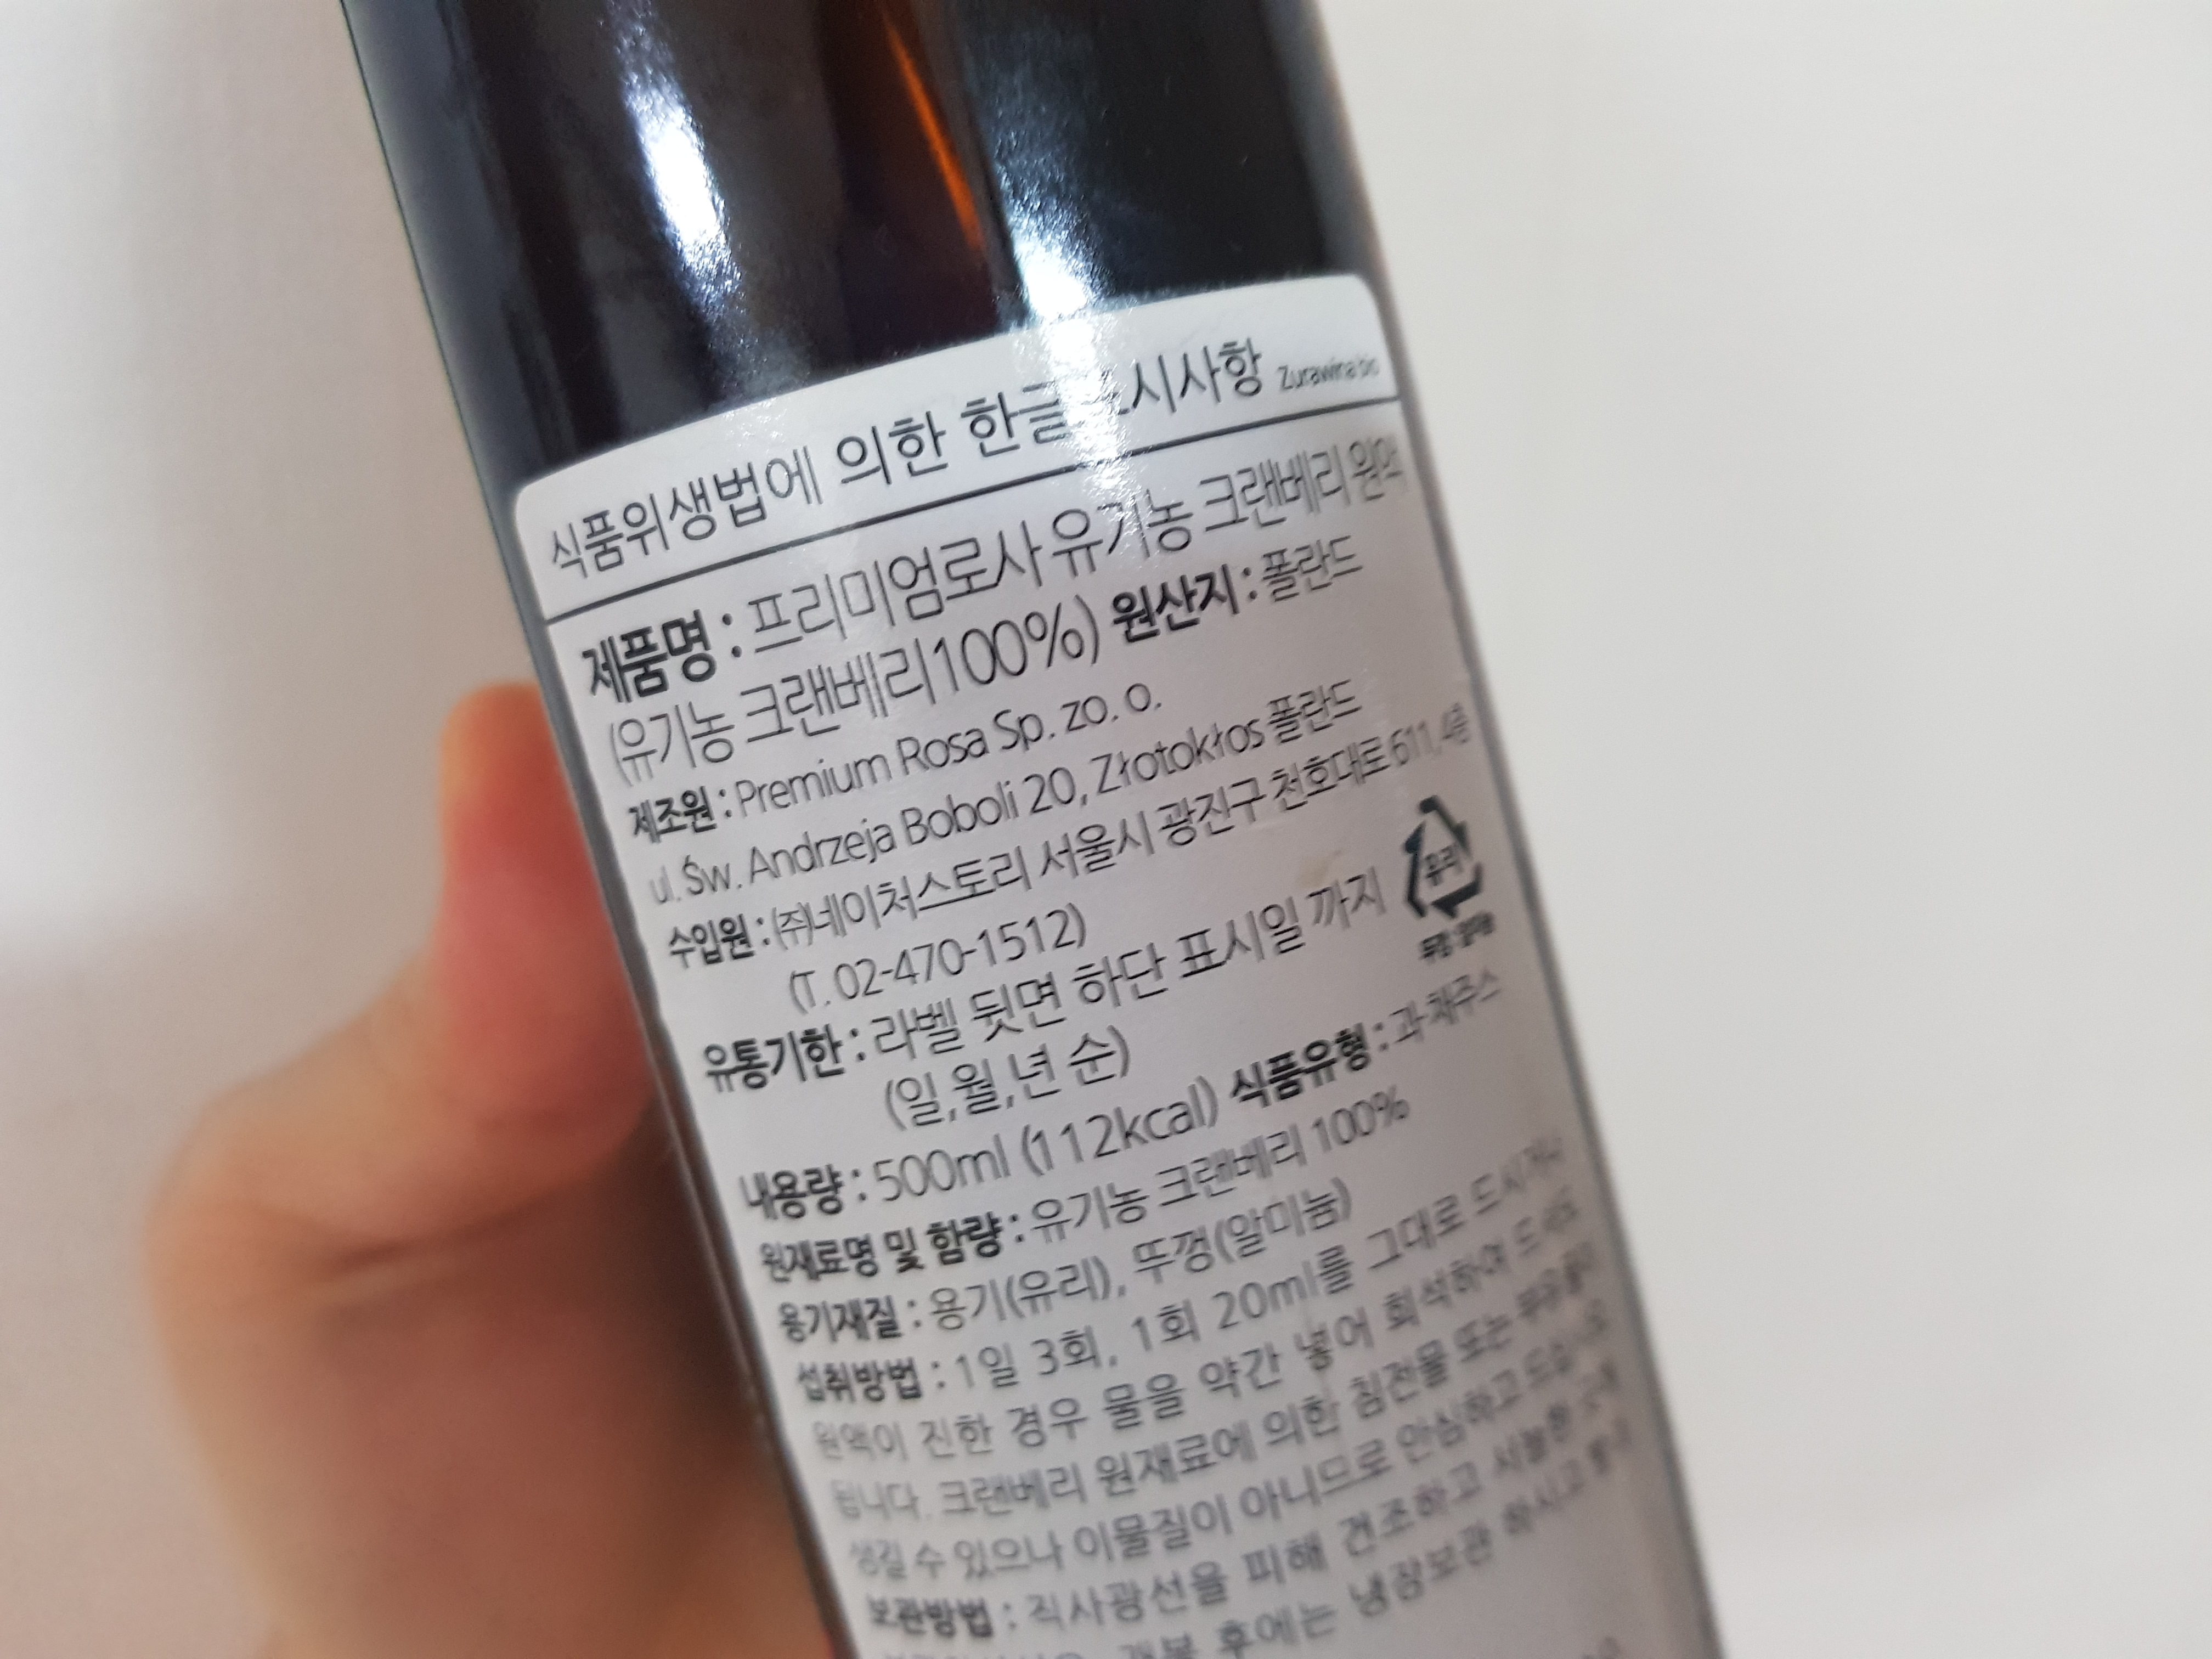 식품위생법에 의한 한글표시사항 Zurawina bio
제품명 : 프리미엄로사 유기농 크랜베리 원액
(유기농 크랜베리100%) 원산지 : 폴란드
제조원 : Premium Rosa Sp. zo. o.
ul. Św. Andrzeja Boboli 20, Złotokłos 폴란드
수입원 : (주)네이처스토리 서울시 광진구 천호대로 611, 4층
(T. 02-470-1512)
유리
유통기한 : 라벨 뒷면 하단 표시일 까지
(일,월,년 순)
내용량 : 500ml (112kcal) 식품유형 : 과·채주스
원재료명 및 함량 : 유기농 크랜베리 100%
용기재질 : 용기(유리), 뚜껑(알미늄)
섭취방법 : 1일 3회, 1회 20ml를 그대로 드시거나
원액이 진한 경우 물을 약간 넣어 희석하여 드셔도
됩니다. 크랜베리 원재료에 의한 침전물 또는 부유물이
생길 수 있으나 이물질이 아니므로 안심하고
보관방법 : 직사광선을 피해 건조하고 서늘한 곳에
개봉 후에는 냉장보관 하시고